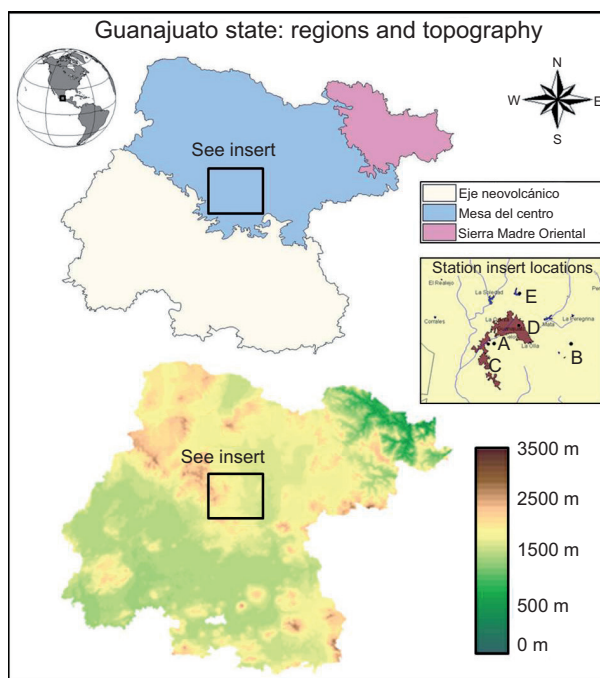 Guanajuato state: regions and topography
N
W E
S
See insert
Eje neovolcánico
Mesa del centro
Sierra Madre Oriental
Station insert locations
El Realejo
La Soledad
E
Corrales
D
La Peregrina
A
La Olla
B
C
See insert
3500 m
2500 m
1500 m
500 m
0 m